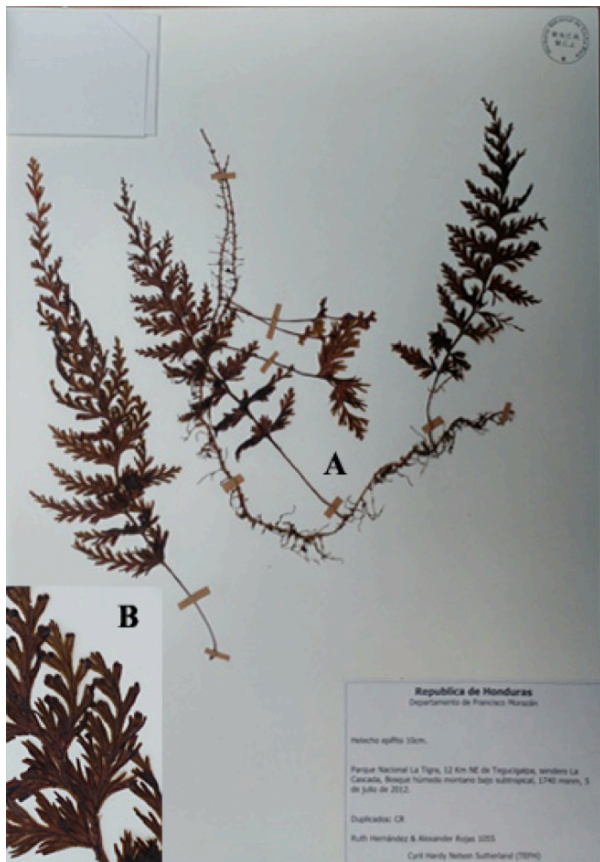 M.N.C.R.
A
B
Republica de Honduras
Departamento de Francisco Morazán
Helecho epífito 10cm.
Parque Nacional La Tigra, 12 Km NE de Tegucigalpa, sendero La
Cascada, Bosque húmedo montano bajo subtropical, 1740 msnm, 5
de julio de 2012.
Duplicados: CR
Ruth Hernández & Alexander Rojas 1055
Cyril Hardy Nelson Sutherland (TEFH)